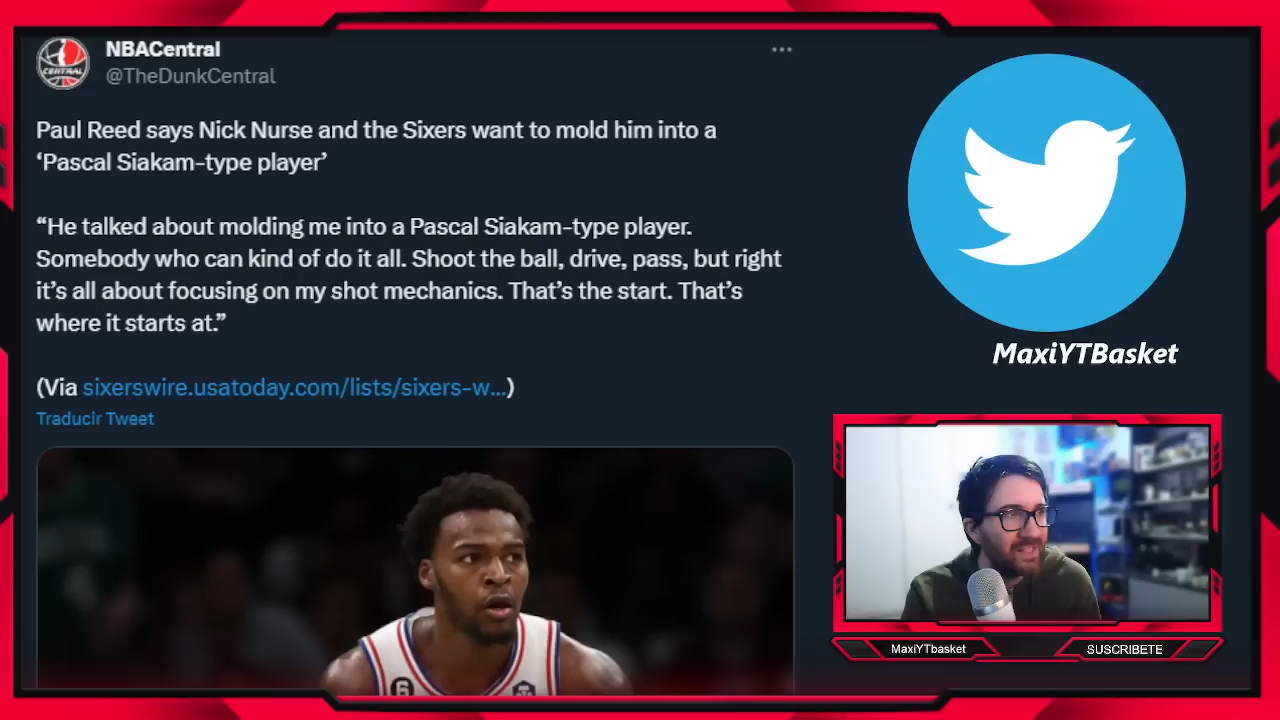 NBACentral
@TheDunkCentral
Paul Reed says Nick Nurse and the Sixers want to mold him into a
‘Pascal Siakam-type player’
“He talked about molding me into a Pascal Siakam-type player.
Somebody who can kind of do it all. Shoot the ball, drive, pass, but right
it’s all about focusing on my shot mechanics. That’s the start. That’s
where it starts at.”
(Via sixerswire.usatoday.com/lists/sixers-w...)
Traducir Tweet
MaxiYTBasket
MaxiYTbasket
SUSCRIBETE
CENTRAL
6